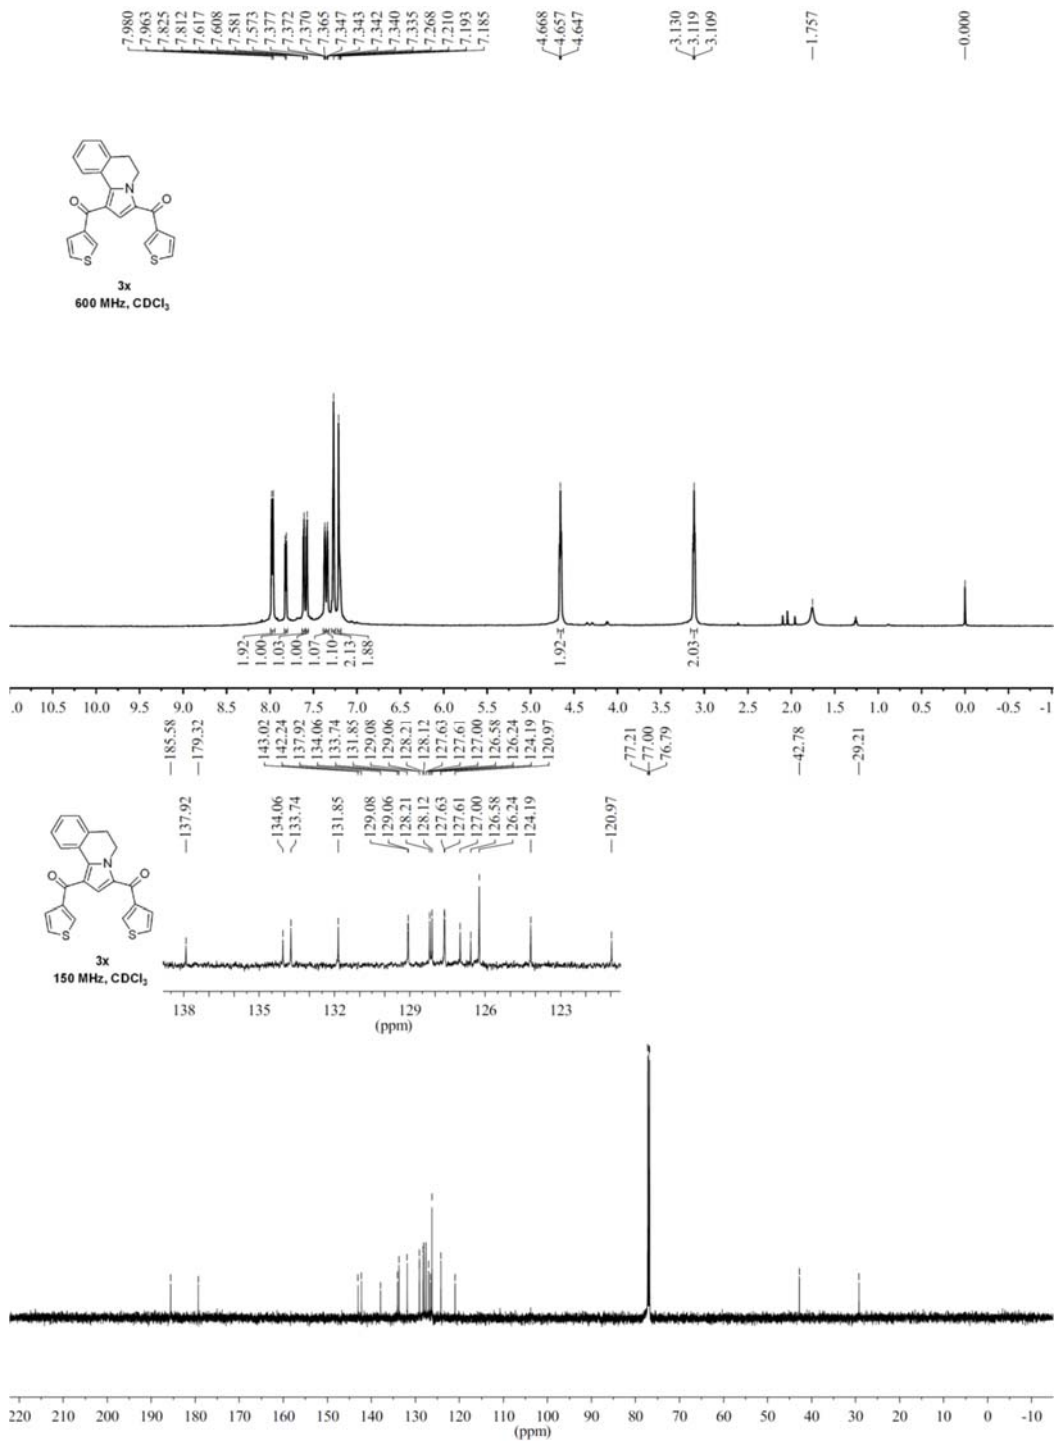 7.980 7.963 7.825 7.812 7.617 7.608 7.581 7.573 7.377 7.372 7.370 7.365 7.347 7.343 7.342 7.340 7.335 7.268 7.210 7.193 7.185 4.668 4.657 4.647 3.130 3.119 3.109 1.757 0.000
N
O O
S S
3x
600 MHz, CDCl₃
1.92 1.00 1.03 1.00 1.07 1.10 2.13 1.88 1.92 2.03
.0 10.5 10.0 9.5 9.0 8.5 8.0 7.5 7.0 6.5 6.0 5.5 5.0 4.5 4.0 3.5 3.0 2.5 2.0 1.5 1.0 0.5 0.0 -0.5 -1
185.58 179.32 143.02 142.24 137.92 134.06 133.74 131.85 129.08 129.06 128.21 128.12 127.63 127.61 127.00 126.58 126.24 124.19 120.97 77.21 77.00 76.79 42.78 29.21
137.92 134.06 133.74 131.85 129.08 129.06 128.21 128.12 127.63 127.61 127.00 126.58 126.24 124.19 120.97
N
O O
S S
3x
150 MHz, CDCl₃
138 135 132 129 126 123
(ppm)
220 210 200 190 180 170 160 150 140 130 120 110 100 90 80 70 60 50 40 30 20 10 0 -10
(ppm)